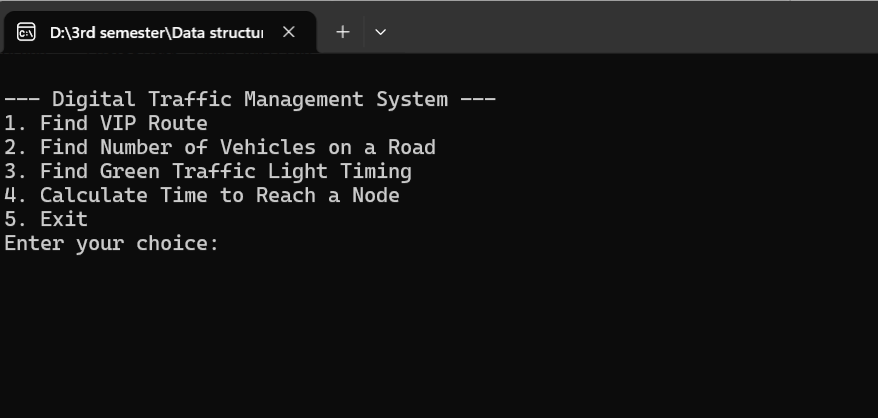 D:\3rd semester\Data structur
--- Digital Traffic Management System ---
1. Find VIP Route
2. Find Number of Vehicles on a Road
3. Find Green Traffic Light Timing
4. Calculate Time to Reach a Node
5. Exit
Enter your choice: